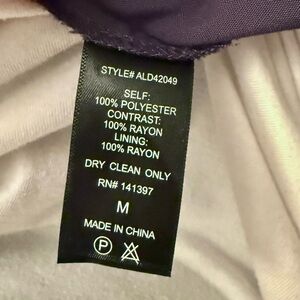 STYLE# ALD42049
SELF:
100% POLYESTER
CONTRAST:
100% RAYON
LINING:
100% RAYON
DRY CLEAN ONLY
RN# 141397
M
MADE IN CHINA
P